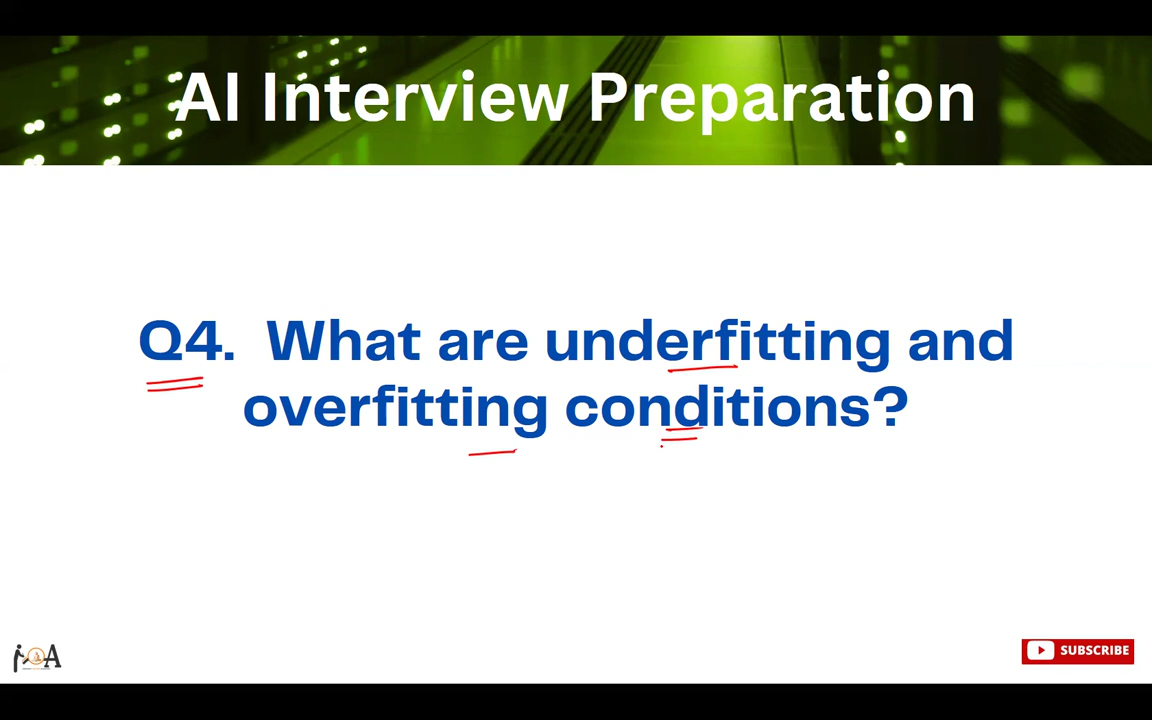 AI Interview Preparation
Q4. What are underfitting and
overfitting conditions?
SUBSCRIBE